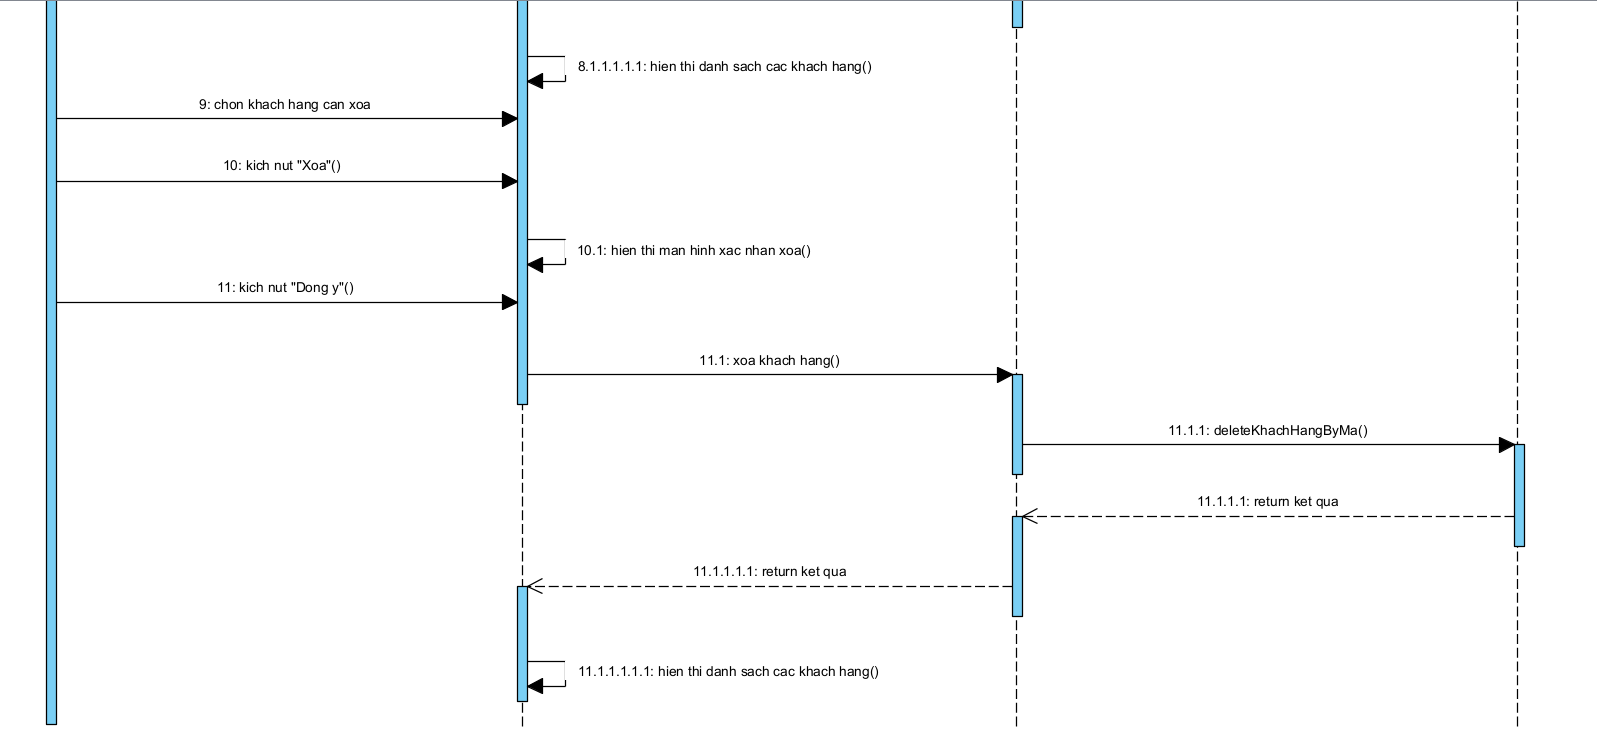 8.1.1.1.1.1: hien thi danh sach cac khach hang()
9: chon khach hang can xoa
10: kich nut "Xoa"()
10.1: hien thi man hinh xac nhan xoa()
11: kich nut "Dong y"()
11.1: xoa khach hang()
11.1.1: deleteKhachHangByMa()
11.1.1.1: return ket qua
11.1.1.1.1: return ket qua
11.1.1.1.1.1: hien thi danh sach cac khach hang()